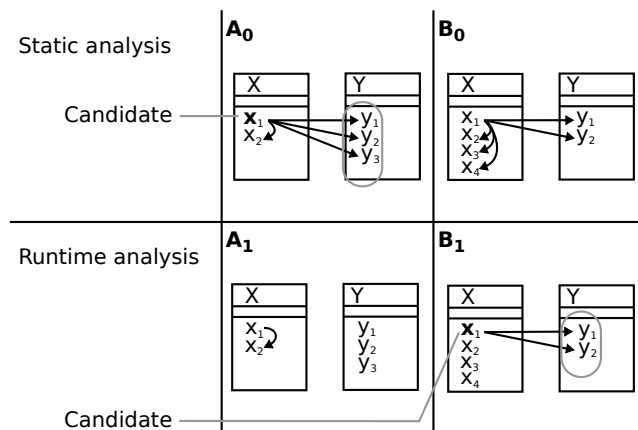 Static analysis
A₀
B₀
X
Y
X
Y
Candidate
x₁
x₂
y₁
y₂
y₃
x₁
x₂
x₃
x₄
y₁
y₂
Runtime analysis
A₁
B₁
X
Y
X
Y
x₁
x₂
y₁
y₂
y₃
x₁
x₂
x₃
x₄
y₁
y₂
Candidate